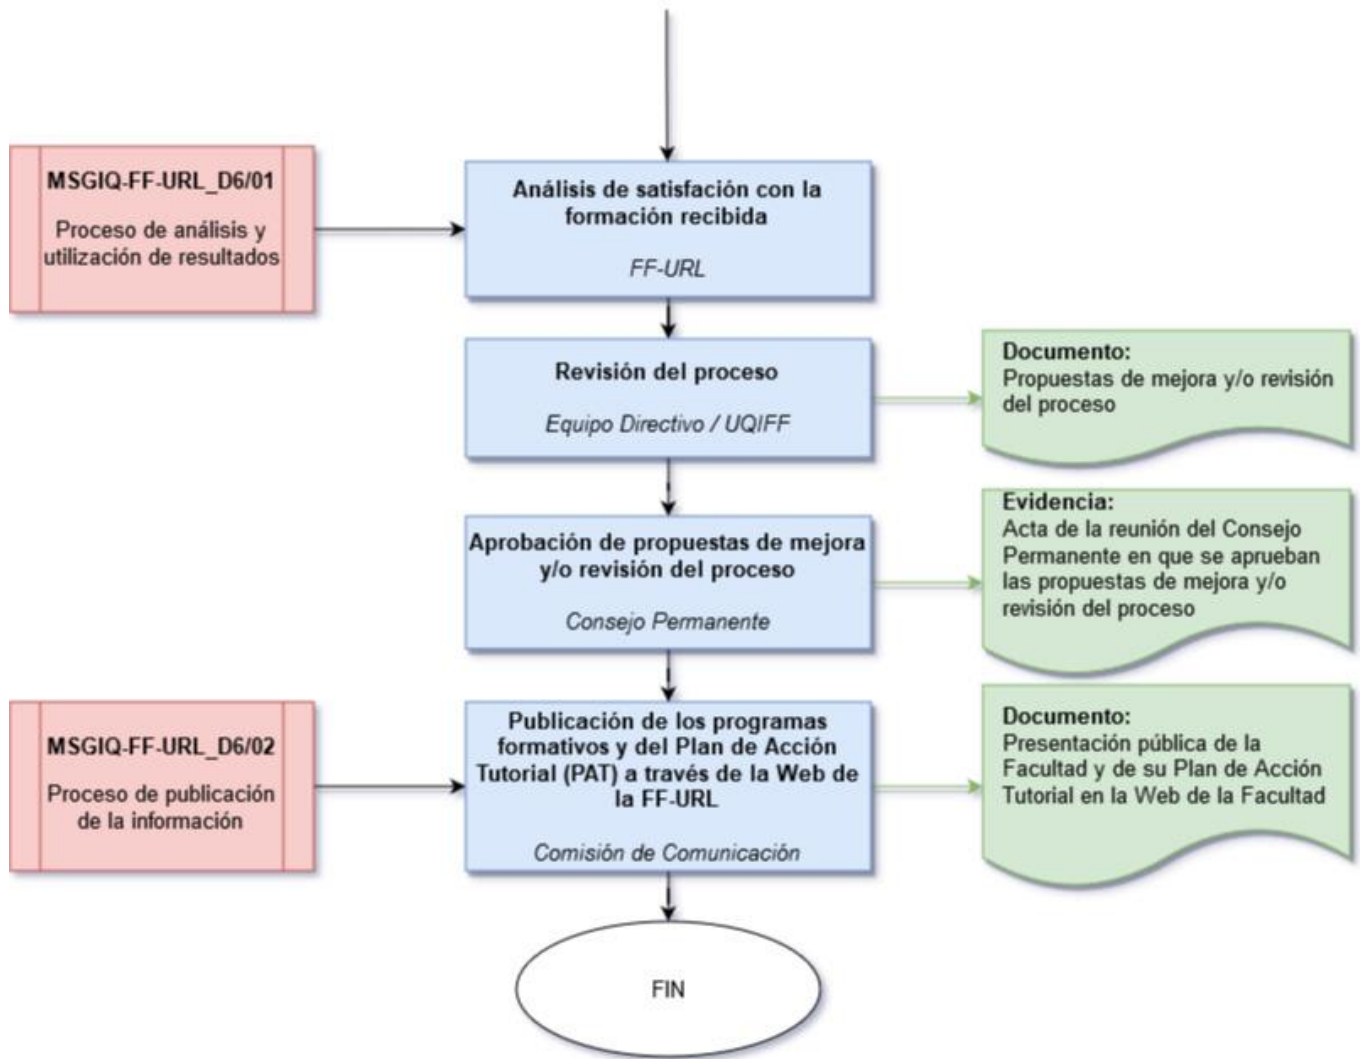 MSGIQ-FF-URL_D6/01
Proceso de análisis y
utilización de resultados
Análisis de satisfacción con la
formación recibida
FF-URL
Revisión del proceso
Equipo Directivo / UQIFF
Documento:
Propuestas de mejora y/o revisión
del proceso
Aprobación de propuestas de mejora
y/o revisión del proceso
Consejo Permanente
Evidencia:
Acta de la reunión del Consejo
Permanente en que se aprueban
las propuestas de mejora y/o
revisión del proceso
MSGIQ-FF-URL_D6/02
Proceso de publicación
de la información
Publicación de los programas
formativos y del Plan de Acción
Tutorial (PAT) a través de la Web de
la FF-URL
Comisión de Comunicación
Documento:
Presentación pública de la
Facultad y de su Plan de Acción
Tutorial en la Web de la Facultad
FIN